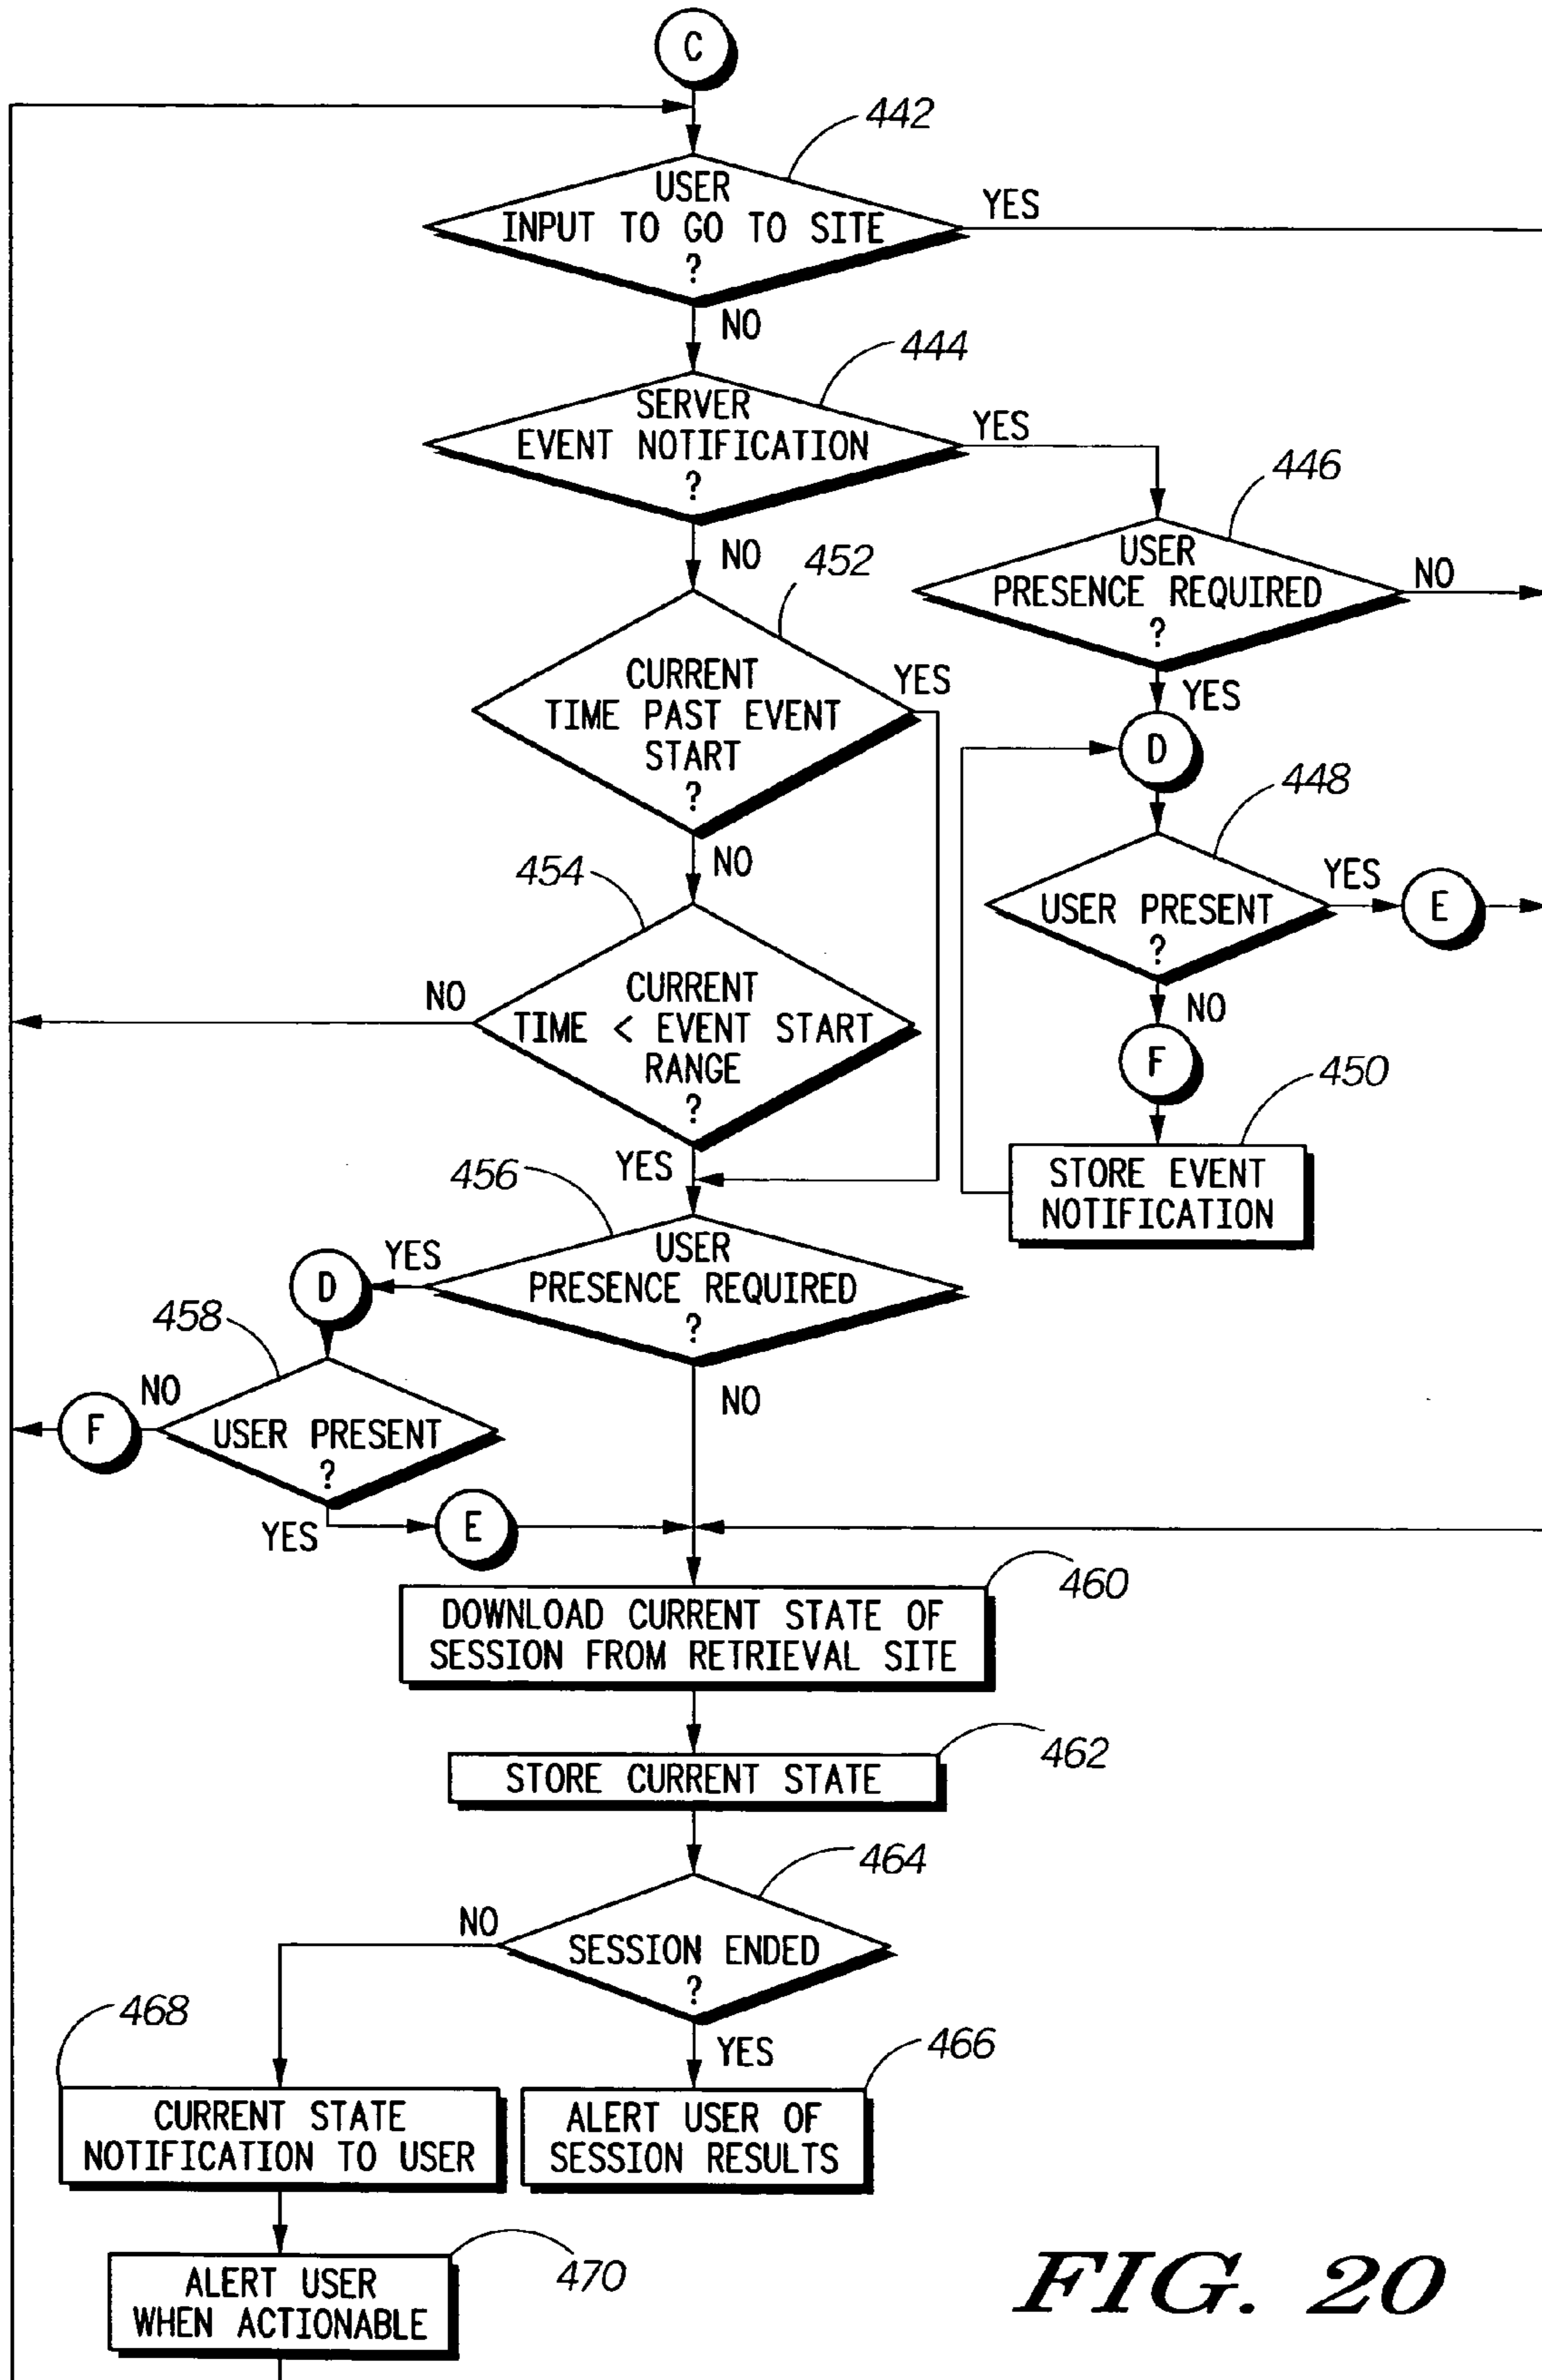 C
442
USER
INPUT TO GO TO SITE
?
YES
NO
444
SERVER
EVENT NOTIFICATION
?
YES
446
USER
PRESENCE REQUIRED
?
NO
YES
NO
452
CURRENT
TIME PAST EVENT
START
?
YES
NO
D
448
USER PRESENT
?
YES
E
NO
F
450
STORE EVENT
NOTIFICATION
454
CURRENT
TIME < EVENT START
RANGE
?
NO
YES
456
USER
PRESENCE REQUIRED
?
YES
D
NO
458
USER PRESENT
?
NO
F
YES
E
460
DOWNLOAD CURRENT STATE OF
SESSION FROM RETRIEVAL SITE
462
STORE CURRENT STATE
464
SESSION ENDED
?
NO
YES
468
CURRENT STATE
NOTIFICATION TO USER
466
ALERT USER OF
SESSION RESULTS
470
ALERT USER
WHEN ACTIONABLE
FIG. 20